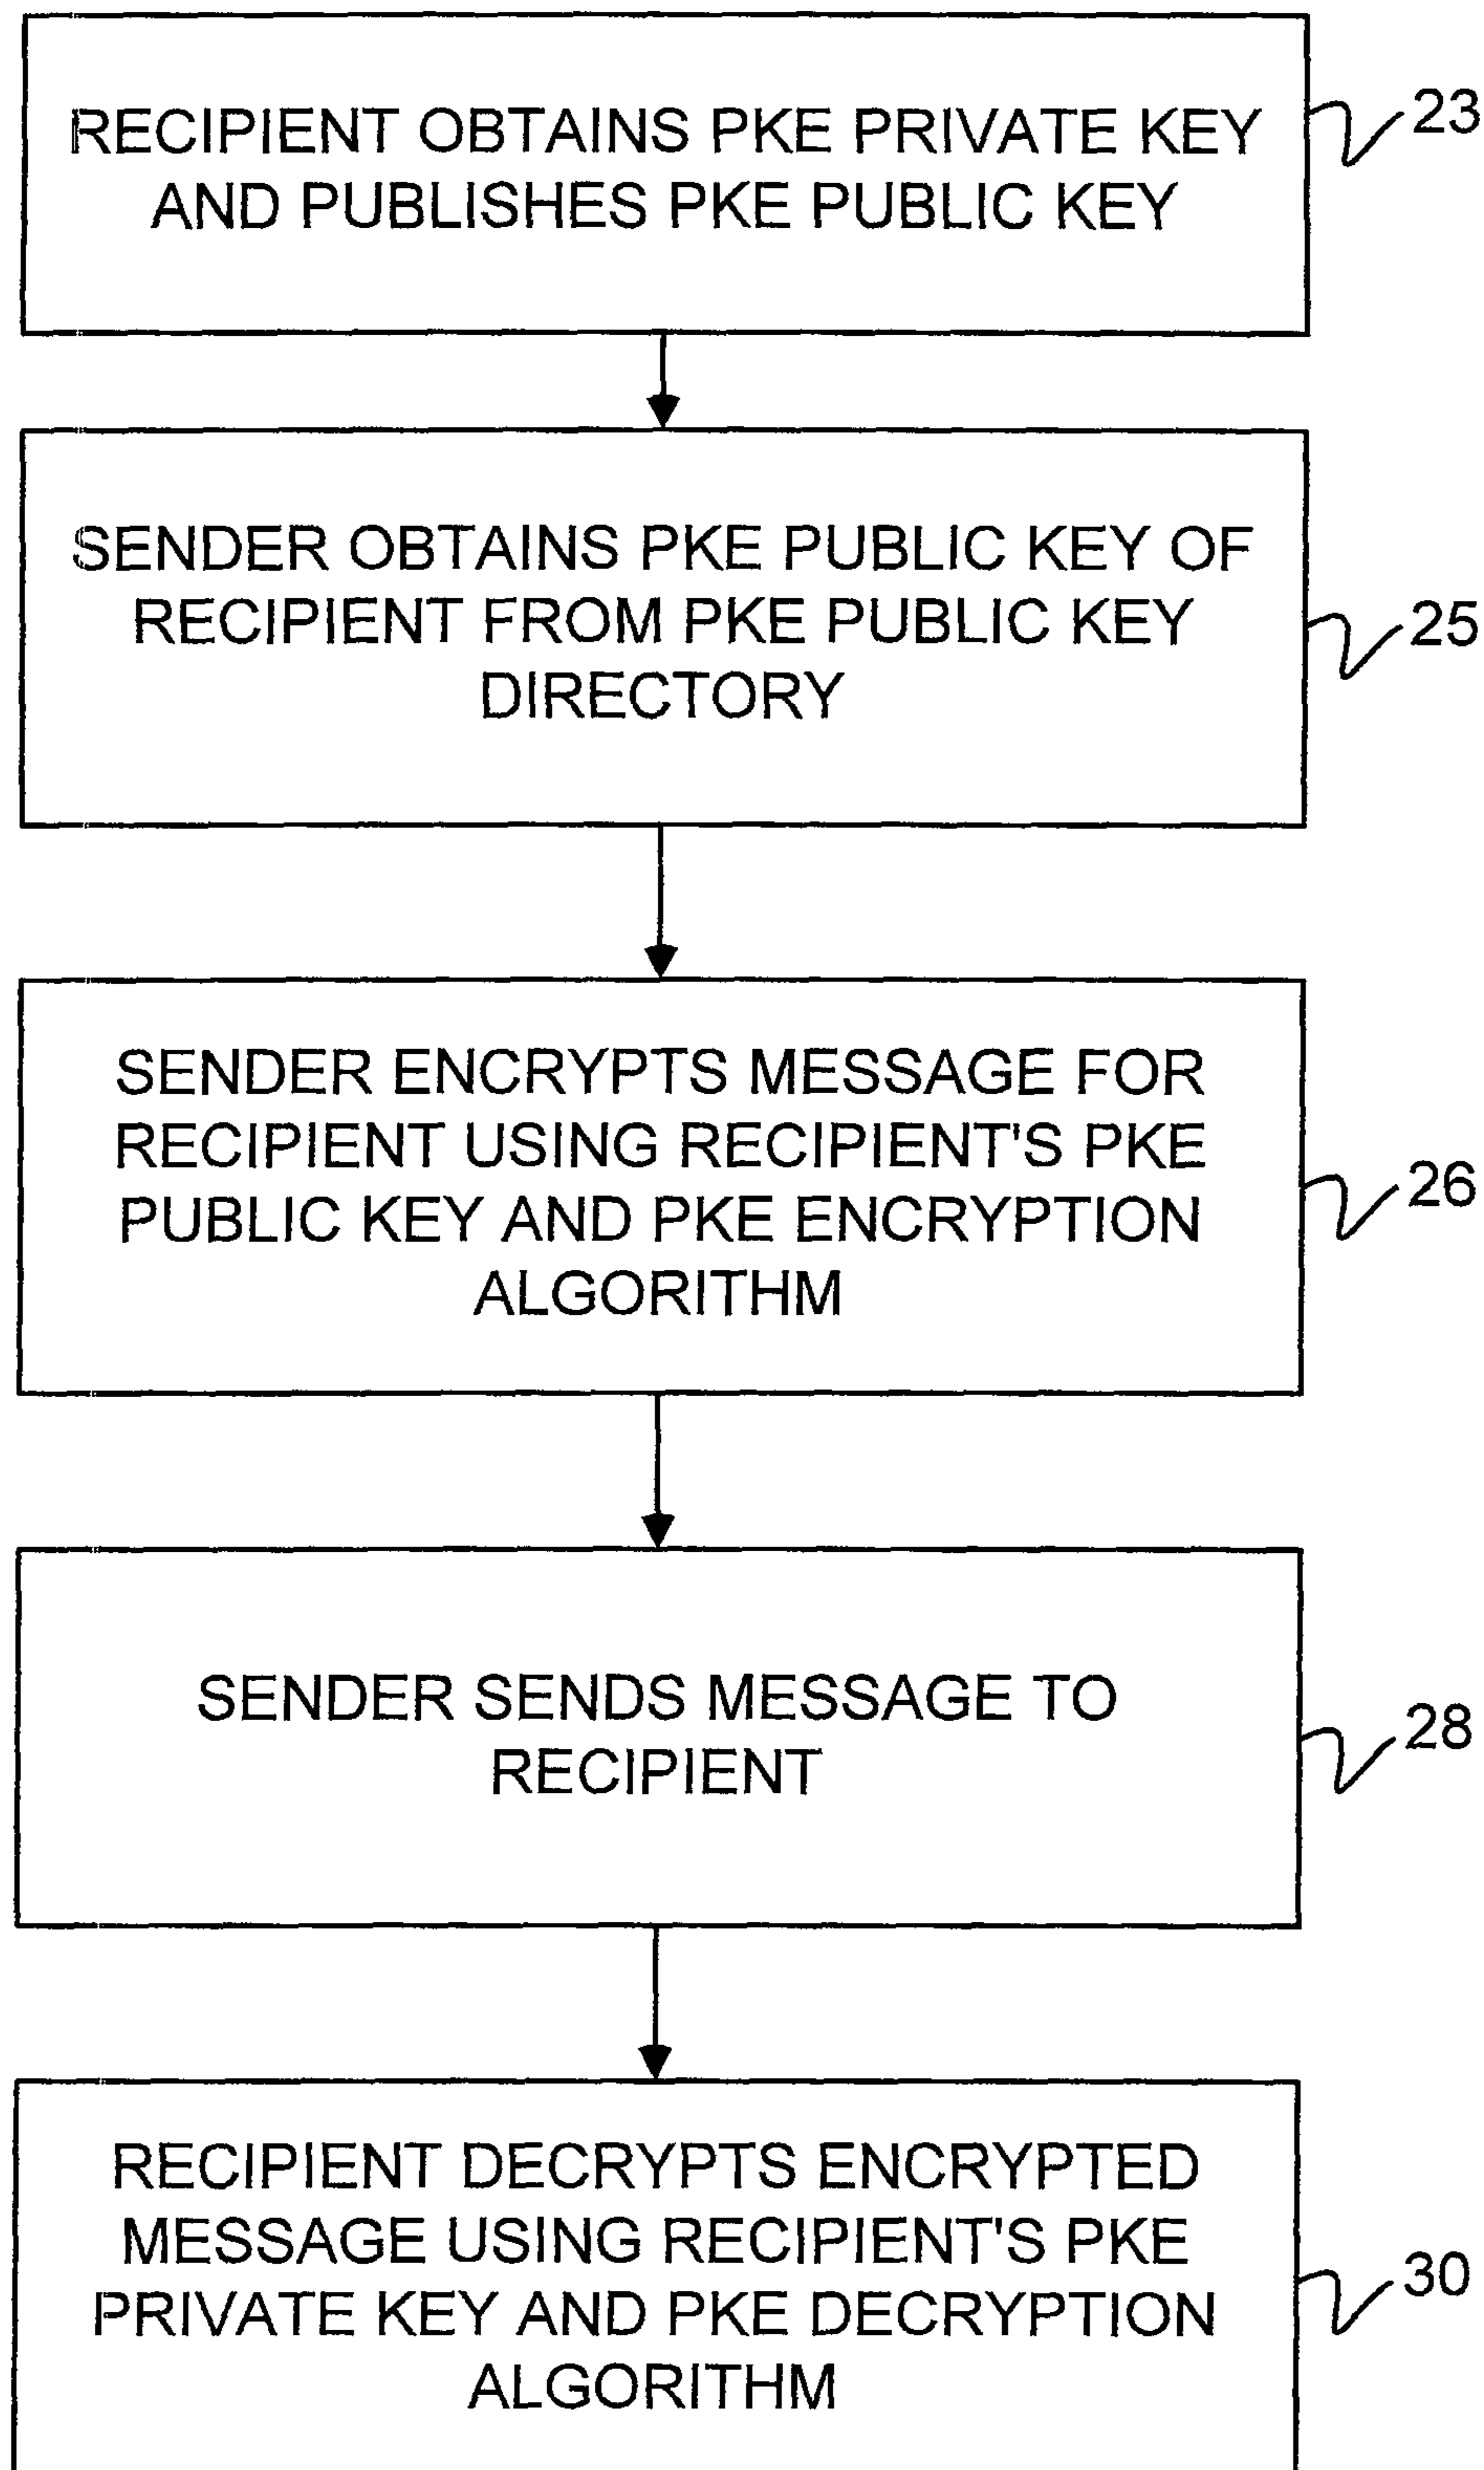 RECIPIENT OBTAINS PKE PRIVATE KEY
AND PUBLISHES PKE PUBLIC KEY
23
SENDER OBTAINS PKE PUBLIC KEY OF
RECIPIENT FROM PKE PUBLIC KEY
DIRECTORY
25
SENDER ENCRYPTS MESSAGE FOR
RECIPIENT USING RECIPIENT'S PKE
PUBLIC KEY AND PKE ENCRYPTION
ALGORITHM
26
SENDER SENDS MESSAGE TO
RECIPIENT
28
RECIPIENT DECRYPTS ENCRYPTED
MESSAGE USING RECIPIENT'S PKE
PRIVATE KEY AND PKE DECRYPTION
ALGORITHM
30